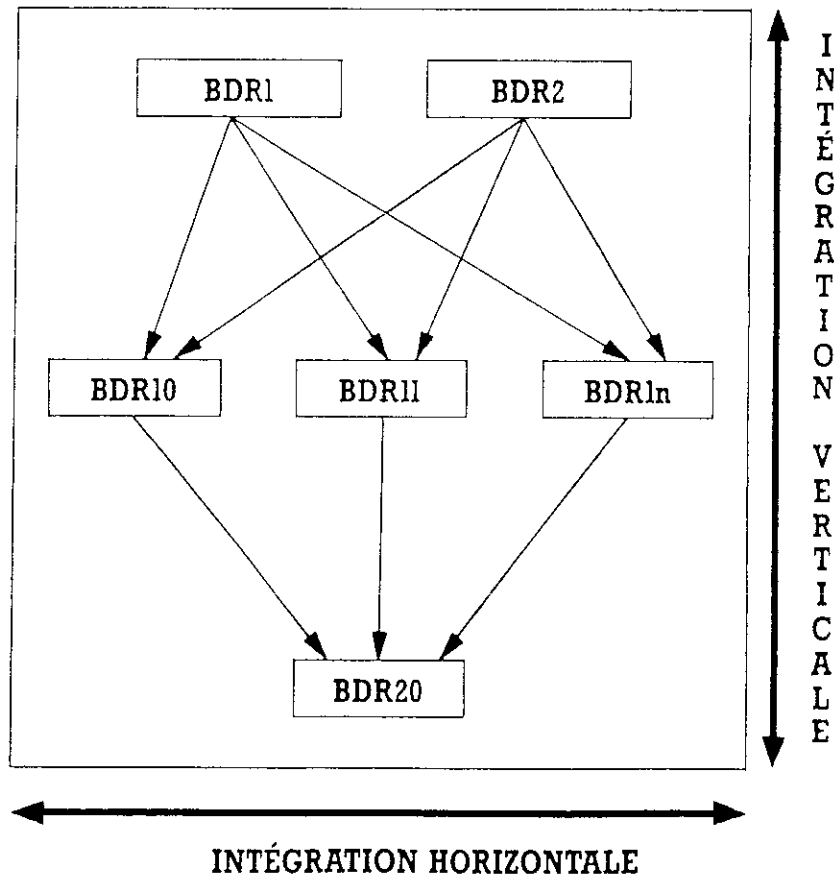 BDR1
BDR2
BDR10
BDR11
BDR1n
BDR20
INTÉGRATION VERTICALE
INTÉGRATION HORIZONTALE